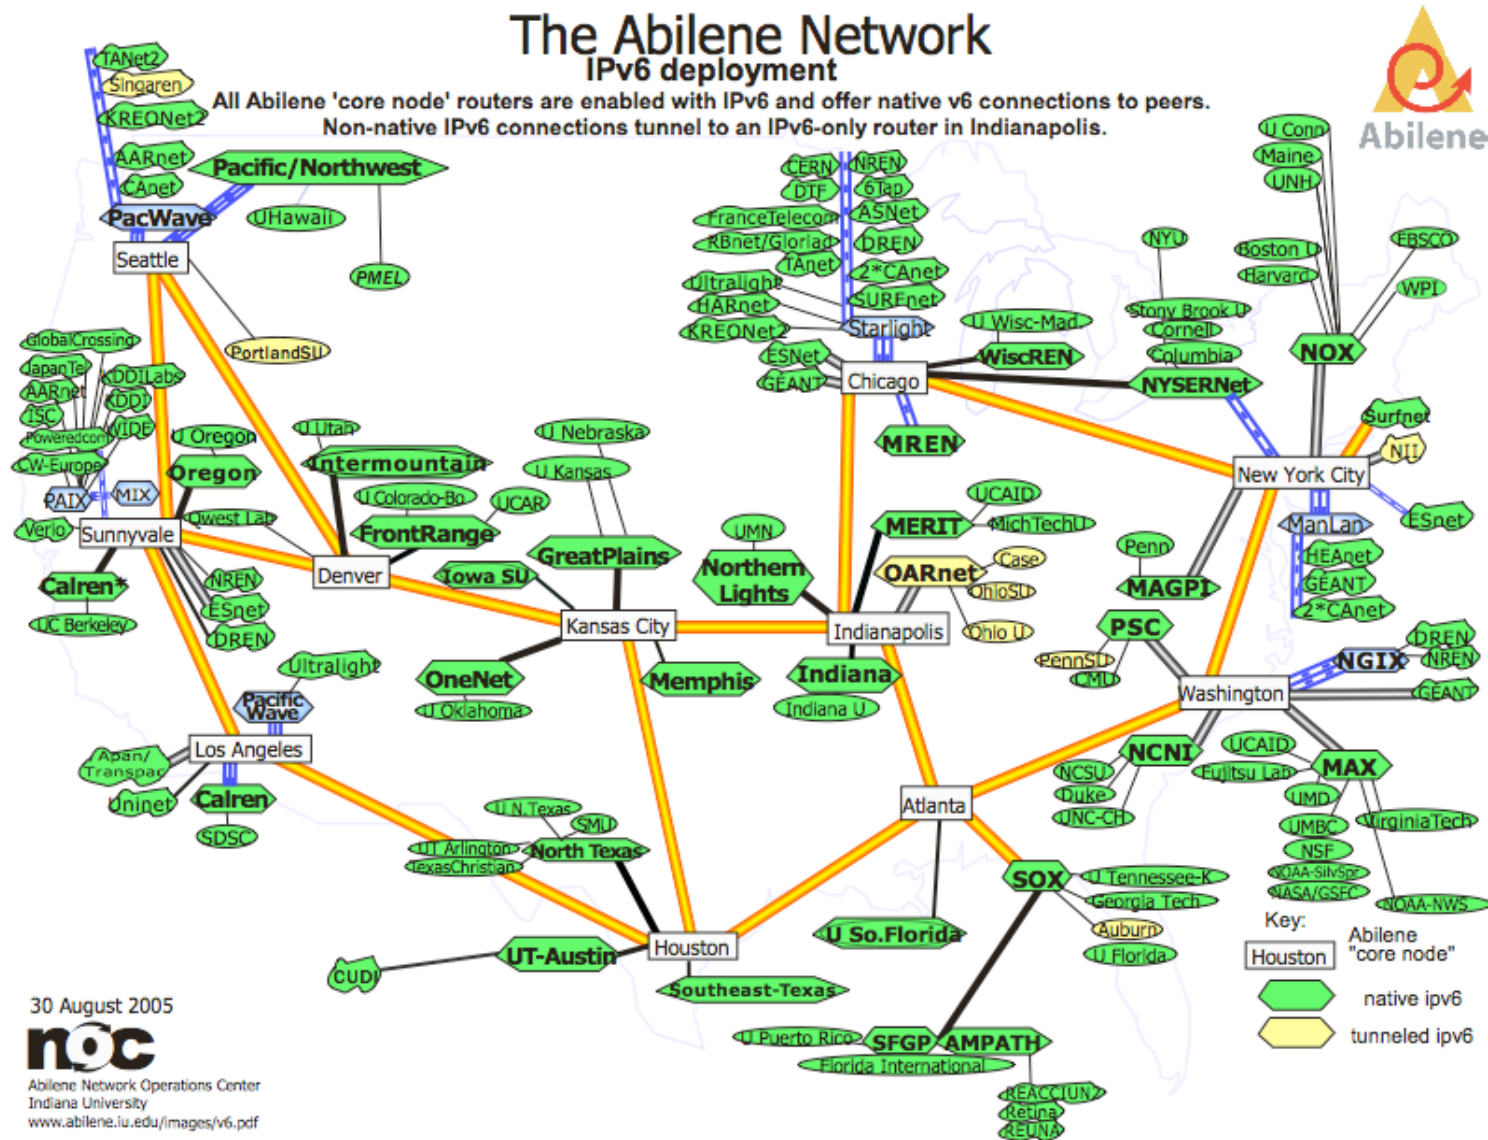 The Abilene Network
IPv6 deployment
All Abilene 'core node' routers are enabled with IPv6 and offer native v6 connections to peers.
Non-native IPv6 connections tunnel to an IPv6-only router in Indianapolis.
Abilene
TANet2
Singaren
KREONet2
AARnet
CAnet
PacWave
Seattle
Pacific/Northwest
UHawaii
PMEL
PortlandSU
GlobalCrossing
JapanTel
KDDILabs
AARnet
KDDI
ISC
Poweredcom
WIDE
CW-Europe
PAIX
MIX
U Oregon
Oregon
Verio
Sunnyvale
Qwest Lab
Calren*
UC Berkeley
NREN
ESnet
DREN
U Utah
Intermountain
U Colorado-Bo.
UCAR
FrontRange
Denver
U Nebraska
U Kansas
GreatPlains
Iowa SU
Kansas City
OneNet
U Oklahoma
Memphis
Ultralight
Pacific
Wave
Los Angeles
Apan/
Transpac
Uninet
Calren
SDSC
CERN
NREN
DTF
6Tap
FranceTelecom
ASNet
RBnet/Gloriad
DREN
TAnet
2*CAnet
Ultralight
SURFnet
HARnet
KREONet2
Starlight
ESNet
GEANT
Chicago
U Wisc-Mad.
WiscREN
MREN
NYU
Stony Brook U
Cornell
Columbia
NYSERNet
U Conn
Maine
UNH
Boston U
Harvard
EBSCO
WPI
NOX
Surfnet
NII
New York City
ESnet
ManLan
HEAnet
GEANT
2*CAnet
Penn
MAGPI
UMN
Northern
Lights
UCAID
MERIT
MichTechU
OARnet
Case
OhioSU
Ohio U
Indianapolis
Indiana
Indiana U
PSC
PennSU
CMU
Washington
NGIX
DREN
NREN
GEANT
NCNI
NCSU
Duke
UNC-CH
UCAID
Fujitsu Lab
MAX
UMD
UMBC
NSF
NOAA-SilvSpr
NASA/GSFC
VirginiaTech
NOAA-NWS
Atlanta
SOX
U Tennessee-K
Georgia Tech
Auburn
U Florida
U So.Florida
U.N.Texas
SMU
UT Arlington
TexasChristian
North Texas
Houston
UT-Austin
CUDI
Southeast-Texas
U Puerto Rico
SFGP
AMPATH
Florida International
REACCIUN2
Retina
REUNA
Key:
Houston
Abilene
"core node"
native ipv6
tunneled ipv6
30 August 2005
noc
Abilene Network Operations Center
Indiana University
www.abilene.iu.edu/images/v6.pdf